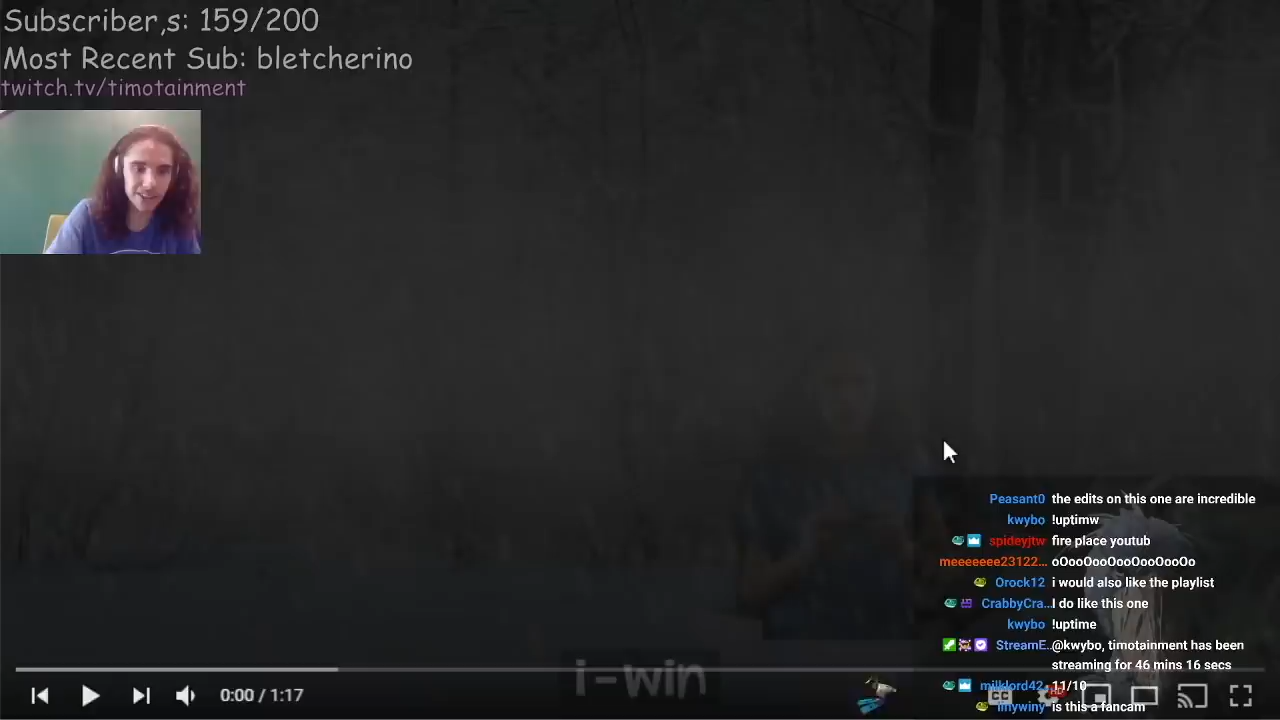 Subscriber,s: 159/200
Most Recent Sub: bletcherino
twitch.tv/timotainment
Peasant0 the edits on this one are incredible
kwybo !uptimw
spideyjtw fire place youtub
meeeeeee23122... oOooOooOooOooOooOo
Orock12 i would also like the playlist
CrabbyCra... I do like this one
kwybo !uptime
StreamE... @kwybo, timotainment has been
streaming for 46 mins 16 secs
milklord42 11/10
imywiny is this a fancam
i-win
0:00 / 1:17
CC
HD